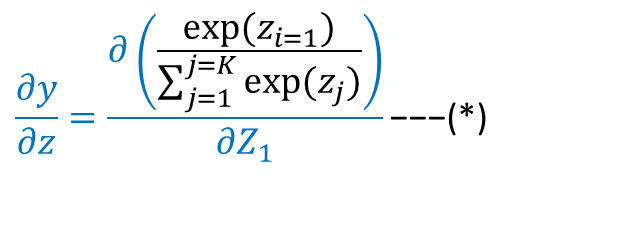 ∂y/∂z = ∂(exp(z_{i=1})/∑_{j=1}^{j=K} exp(z_j))/∂Z_1 ---(*)